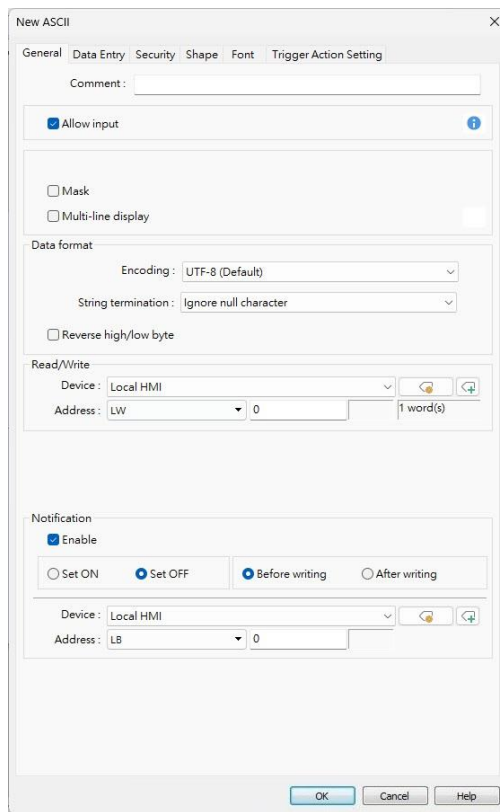 New ASCII
General Data Entry Security Shape Font Trigger Action Setting
Comment :
Allow input
Mask
Multi-line display
Data format
Encoding : UTF-8 (Default)
String termination : Ignore null character
Reverse high/low byte
Read/Write
Device : Local HMI
Address : LW 0 1 word(s)
Notification
Enable
Set ON Set OFF Before writing After writing
Device : Local HMI
Address : LB 0
OK Cancel Help